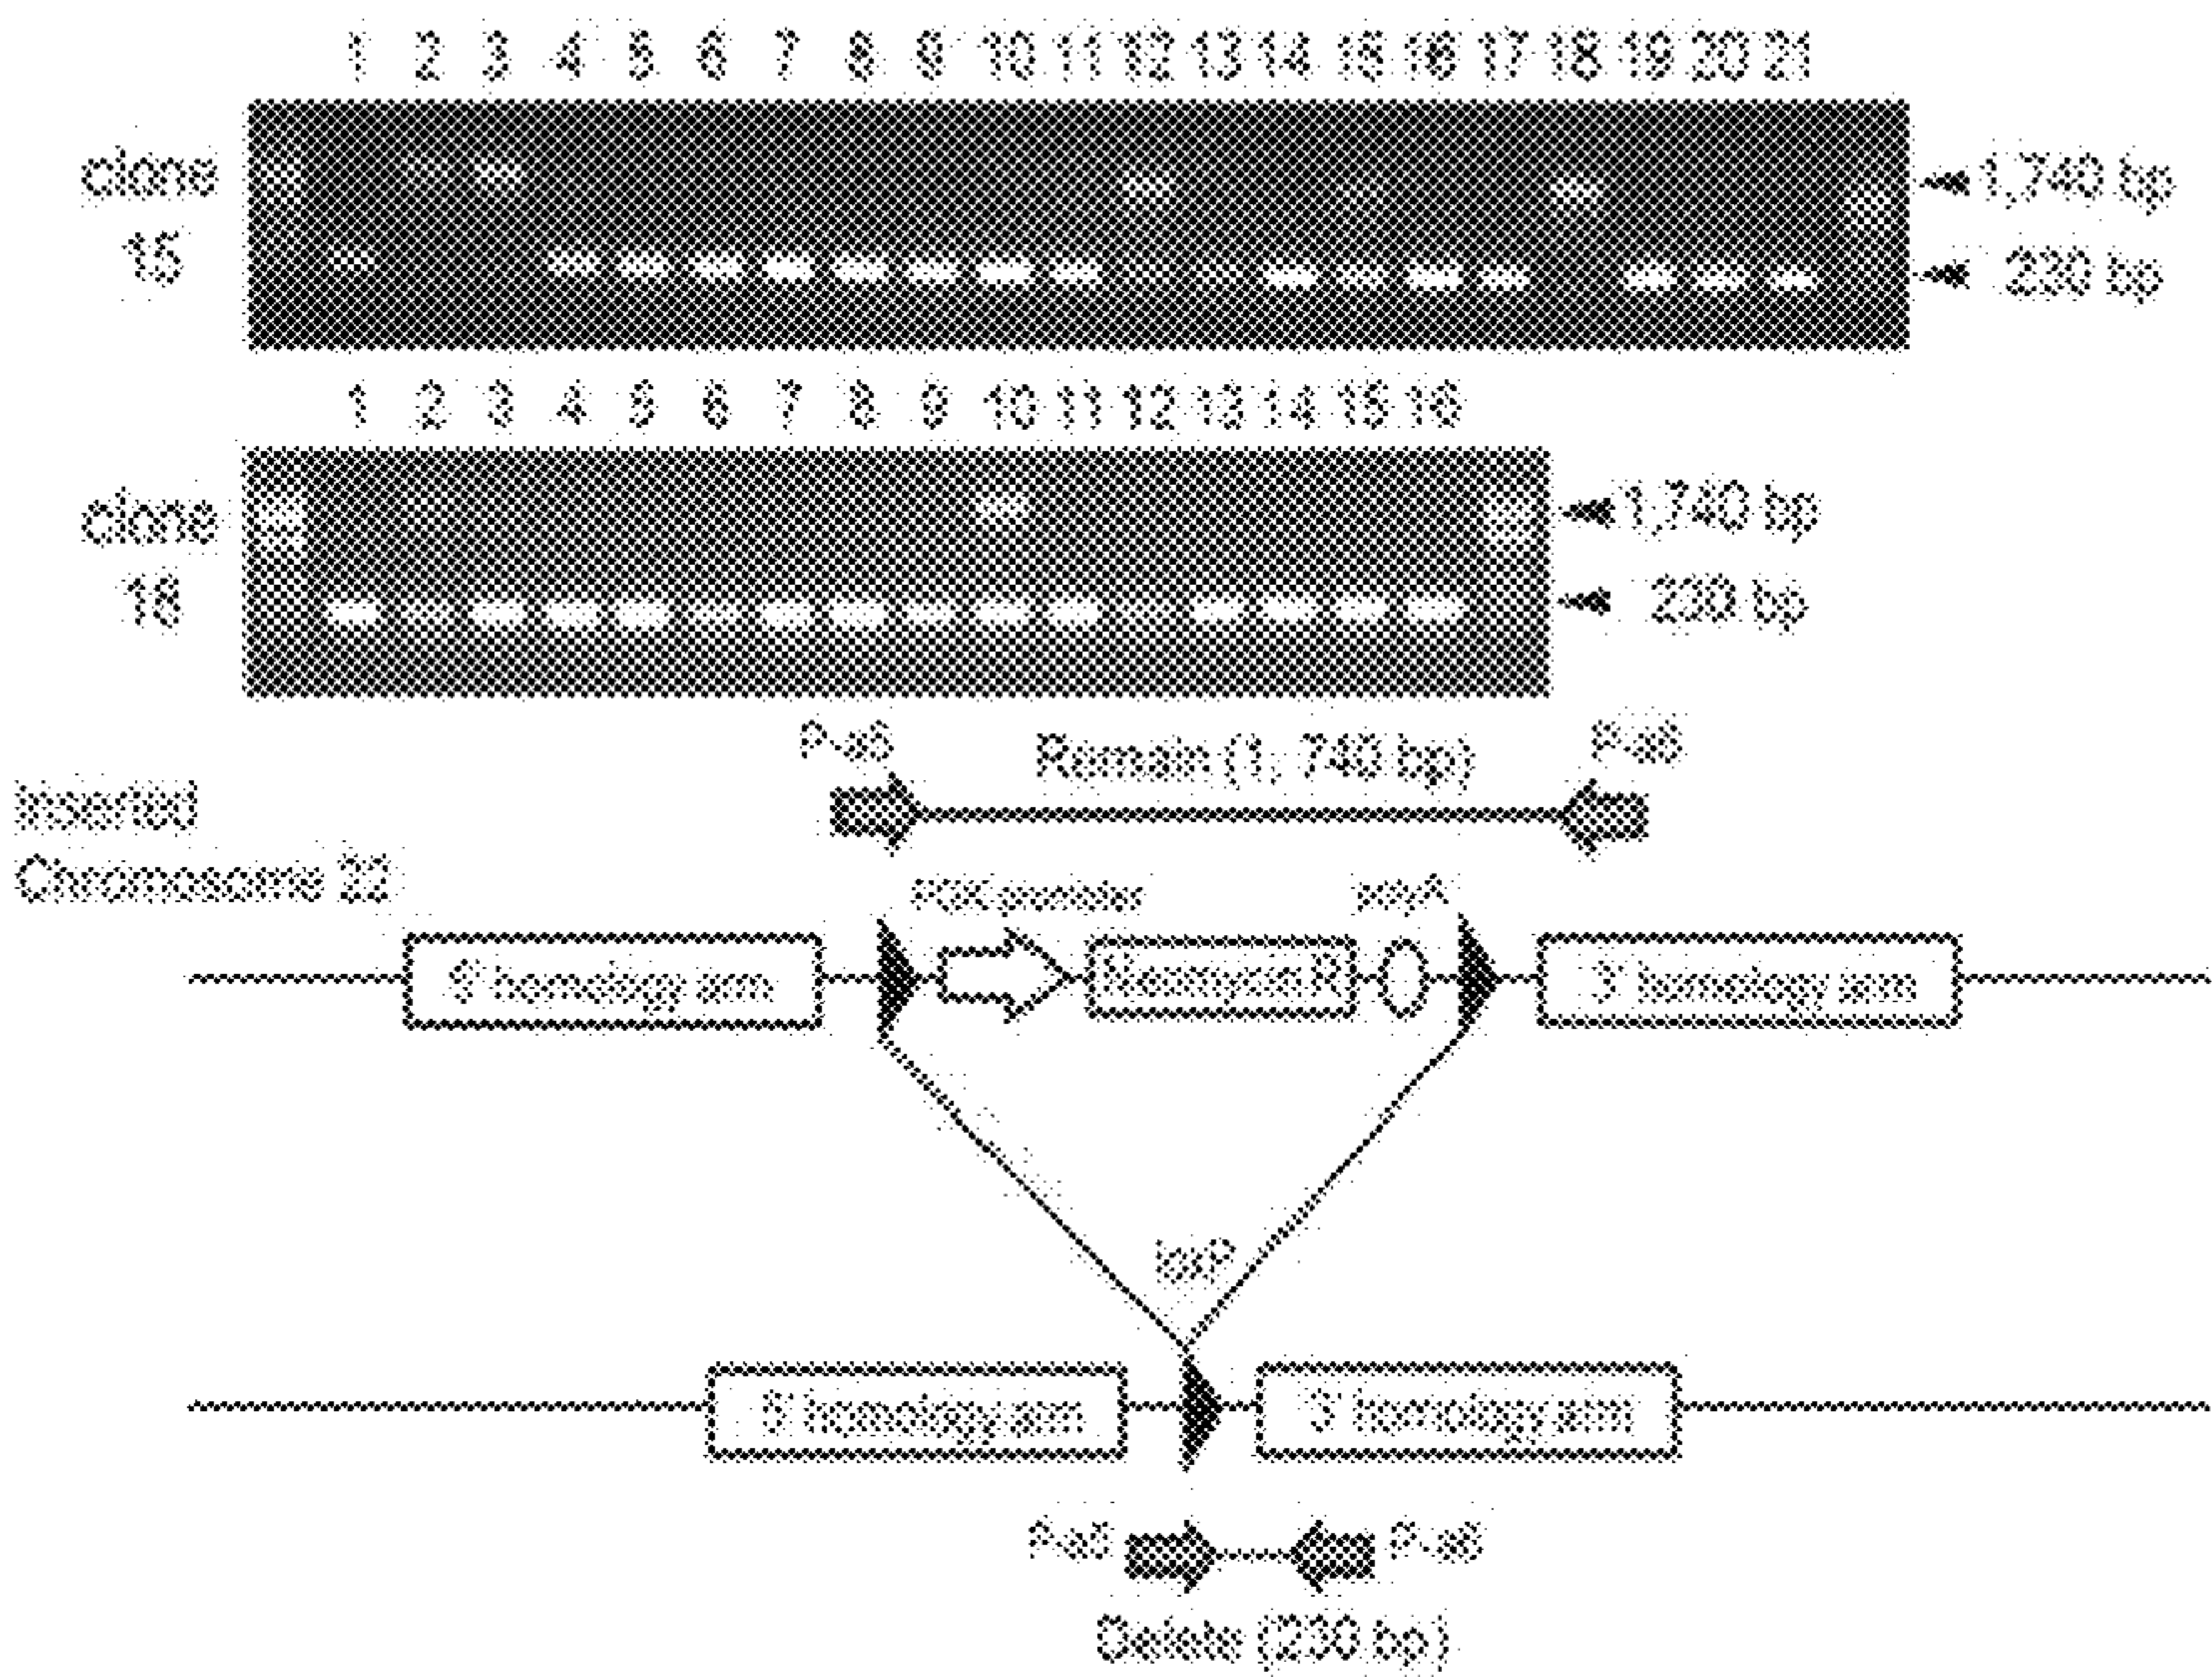 1 2 3 4 5 6 7 8 9 10 11 12 13 14 15 16 17 18 19 20 21
clone
15
1,740 bp
230 bp
1 2 3 4 5 6 7 8 9 10 11 12 13 14 15 16
clone
18
1,740 bp
230 bp
Remain (1, 740 bp)
Inserted
Chromosome 22
PGK promoter
polyA
5' homology arm
Neomycin R
3' homology arm
loxP
5' homology arm
3' homology arm
Delete (230 bp)